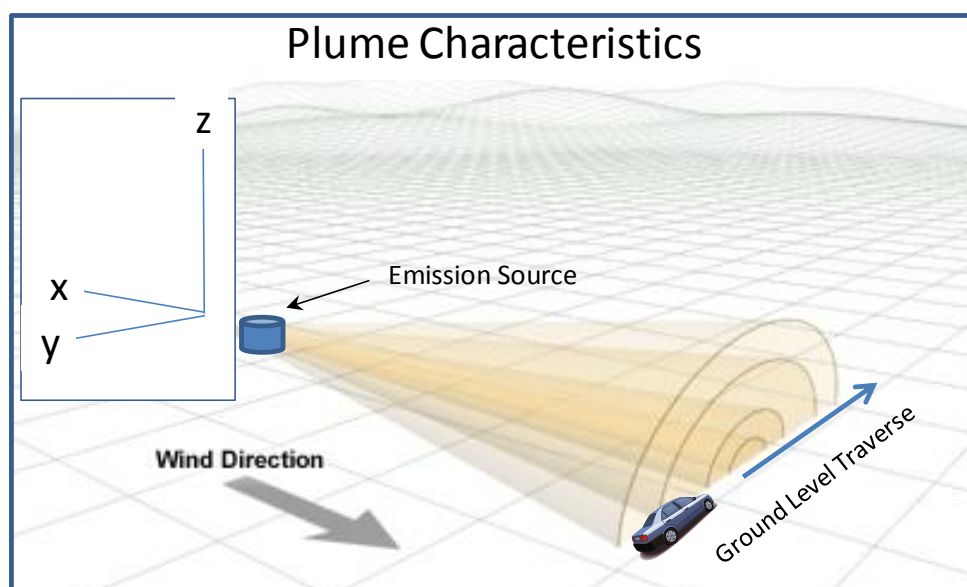 Plume Characteristics
z
x
y
Emission Source
Wind Direction
Ground Level Traverse